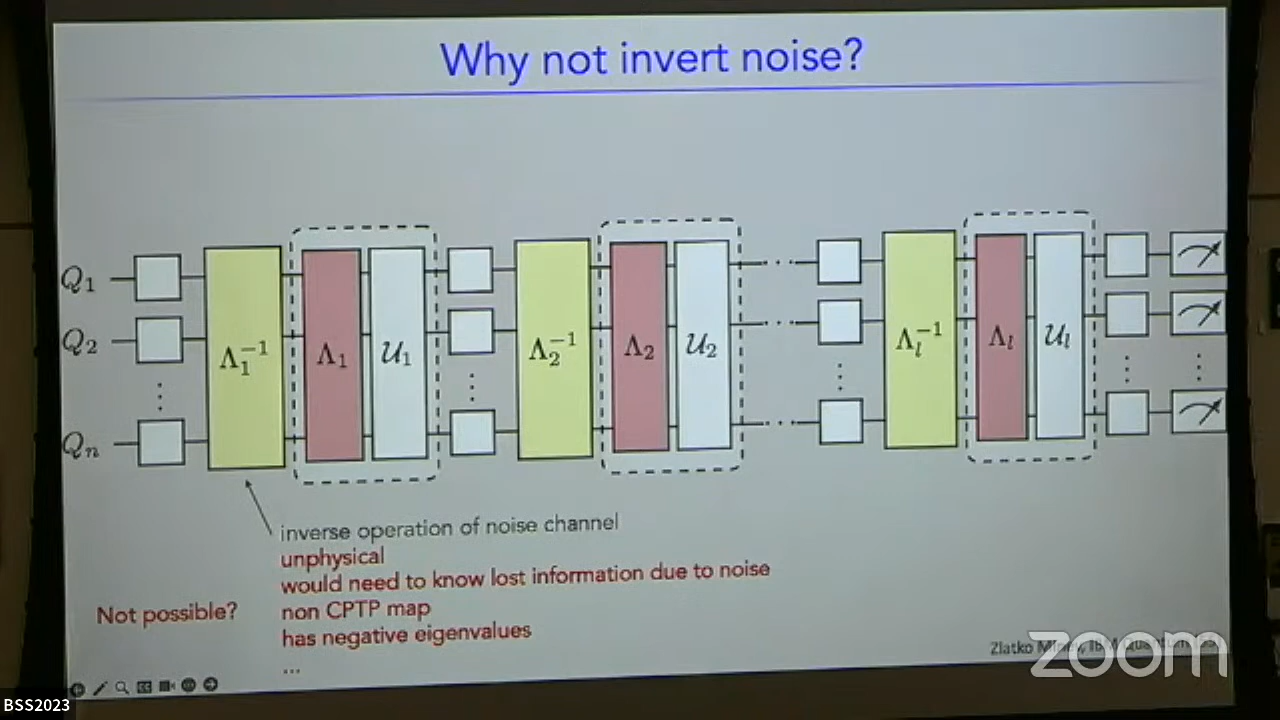 Why not invert noise?
Q₁
Q₂
Qₙ
Λ₁⁻¹
Λ₁
𝒰₁
Λ₂⁻¹
Λ₂
𝒰₂
Λₗ⁻¹
Λₗ
𝒰ₗ
inverse operation of noise channel
unphysical
would need to know lost information due to noise
Not possible?
non CPTP map
has negative eigenvalues
...
Zlatko
zoom
BSS2023